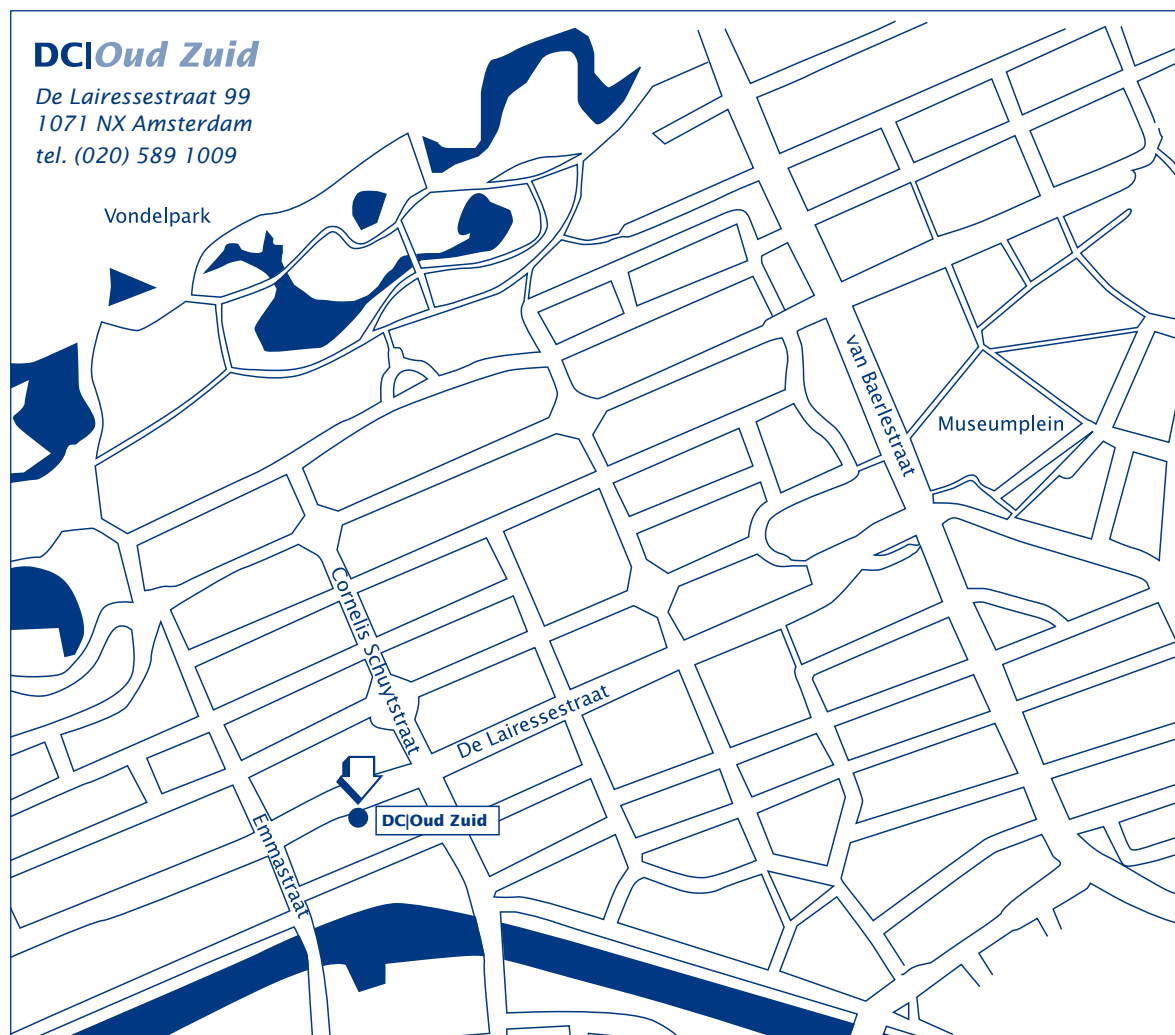 DC|Oud Zuid
De Lairessestraat 99
1071 NX Amsterdam
tel. (020) 589 1009
Vondelpark
van Baerlestraat
Museumplein
Cornelis Schuytstraat
De Lairessestraat
DC|Oud Zuid
Emmastraat